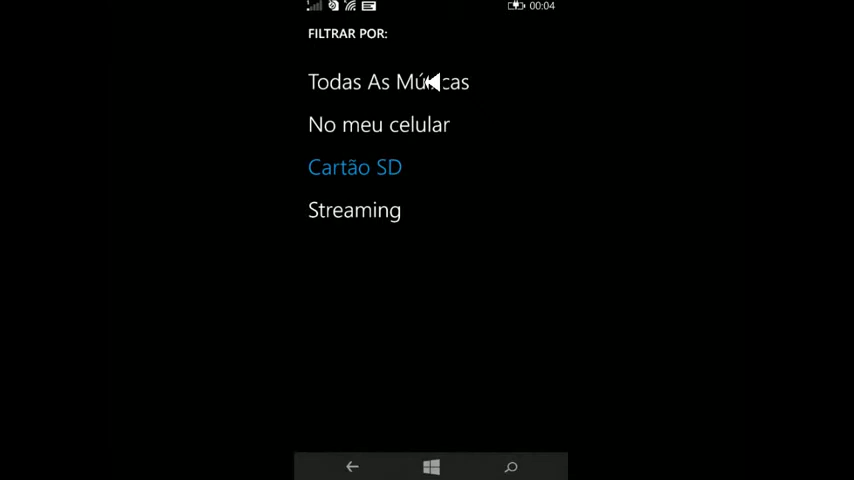 00:04
FILTRAR POR:
Todas As Músicas
No meu celular
Cartão SD
Streaming